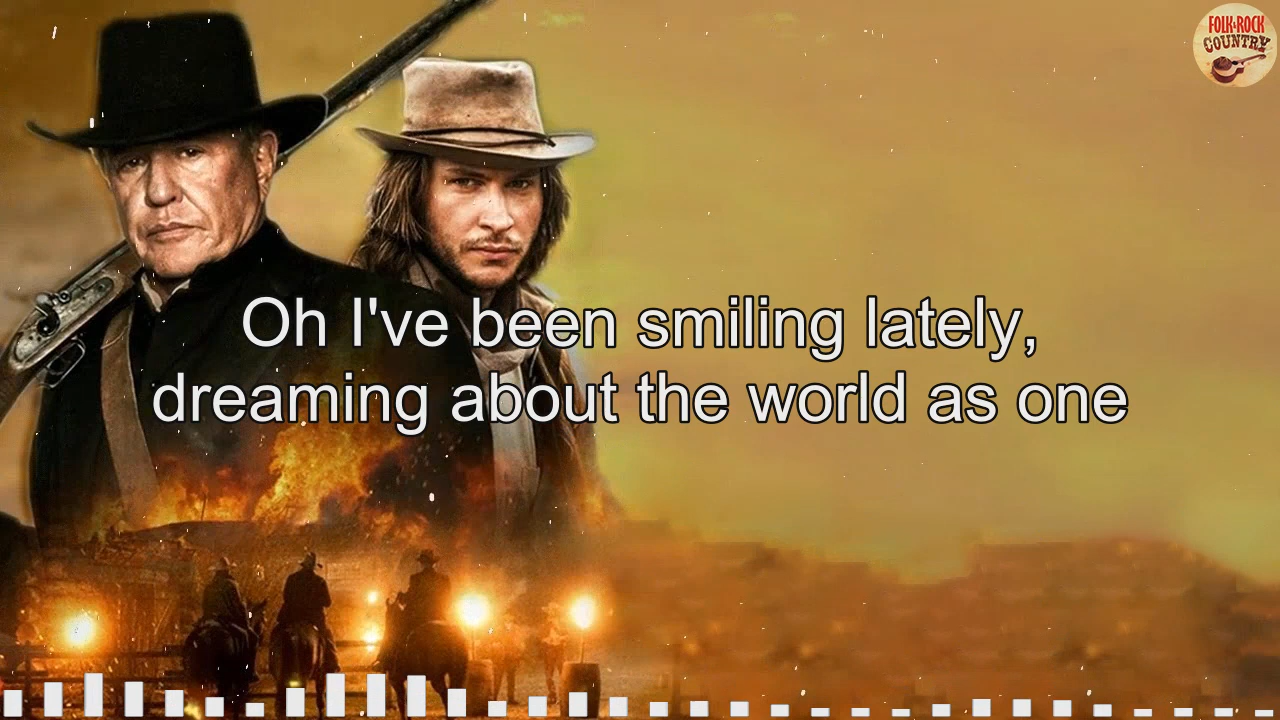 FOLK & ROCK
COUNTRY
Oh I've been smiling lately,
dreaming about the world as one